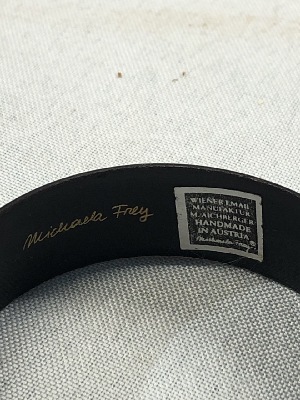 Michaela Frey
WIENER EMAIL
MANUFAKTUR
M. AICHBERGER
HANDMADE
IN AUSTRIA
Michaela Frey ®